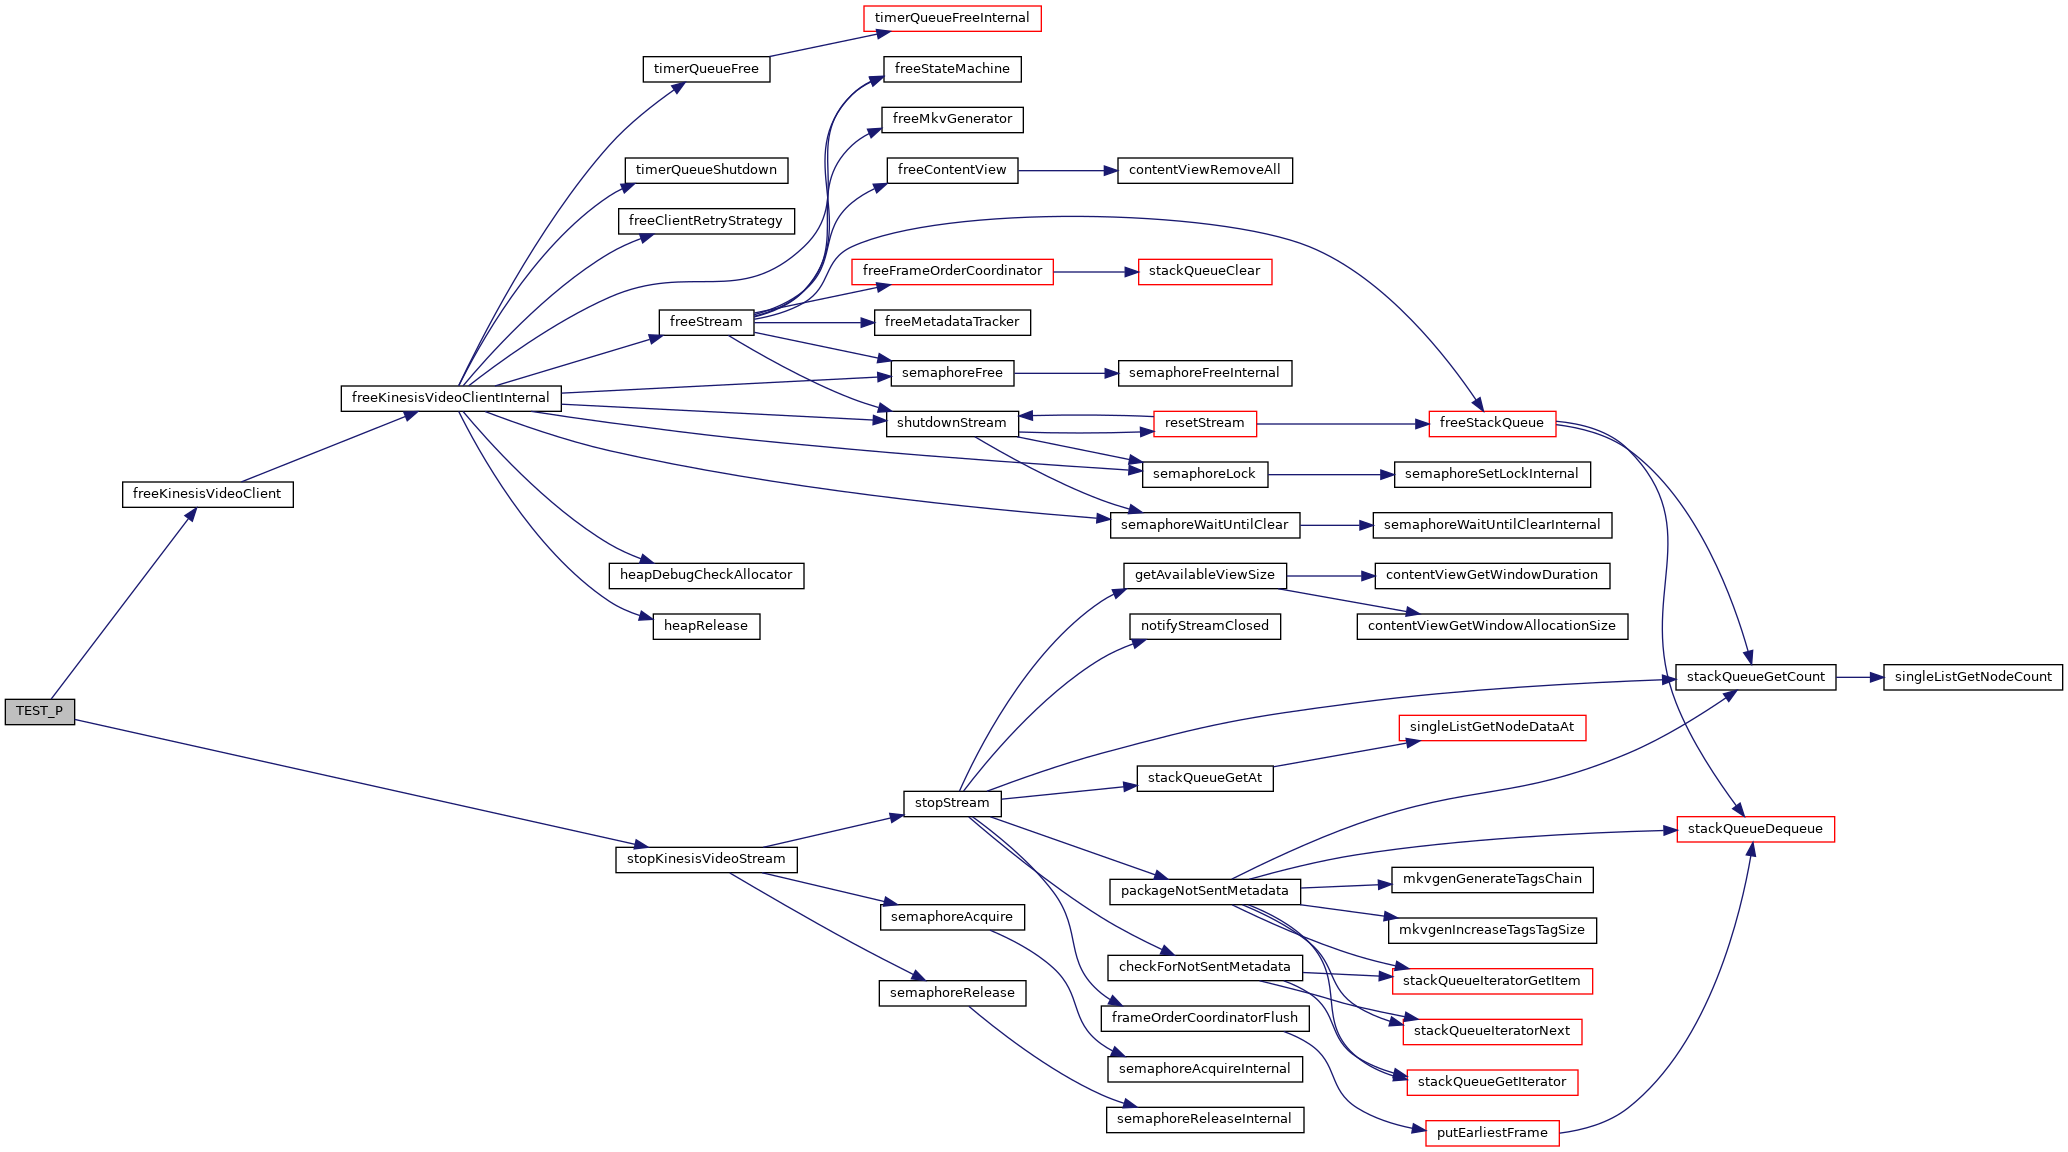 timerQueueFreeInternal
timerQueueFree
freeStateMachine
freeMkvGenerator
timerQueueShutdown
freeContentView
contentViewRemoveAll
freeClientRetryStrategy
freeFrameOrderCoordinator
stackQueueClear
freeStream
freeMetadataTracker
semaphoreFree
semaphoreFreeInternal
freeKinesisVideoClientInternal
shutdownStream
resetStream
freeStackQueue
semaphoreLock
semaphoreSetLockInternal
freeKinesisVideoClient
semaphoreWaitUntilClear
semaphoreWaitUntilClearInternal
heapDebugCheckAllocator
getAvailableViewSize
contentViewGetWindowDuration
heapRelease
notifyStreamClosed
contentViewGetWindowAllocationSize
stackQueueGetCount
singleListGetNodeCount
TEST_P
singleListGetNodeDataAt
stackQueueGetAt
stopStream
stackQueueDequeue
stopKinesisVideoStream
mkvgenGenerateTagsChain
packageNotSentMetadata
semaphoreAcquire
mkvgenIncreaseTagsTagSize
checkForNotSentMetadata
stackQueueIteratorGetItem
semaphoreRelease
frameOrderCoordinatorFlush
stackQueueIteratorNext
semaphoreAcquireInternal
stackQueueGetIterator
semaphoreReleaseInternal
putEarliestFrame